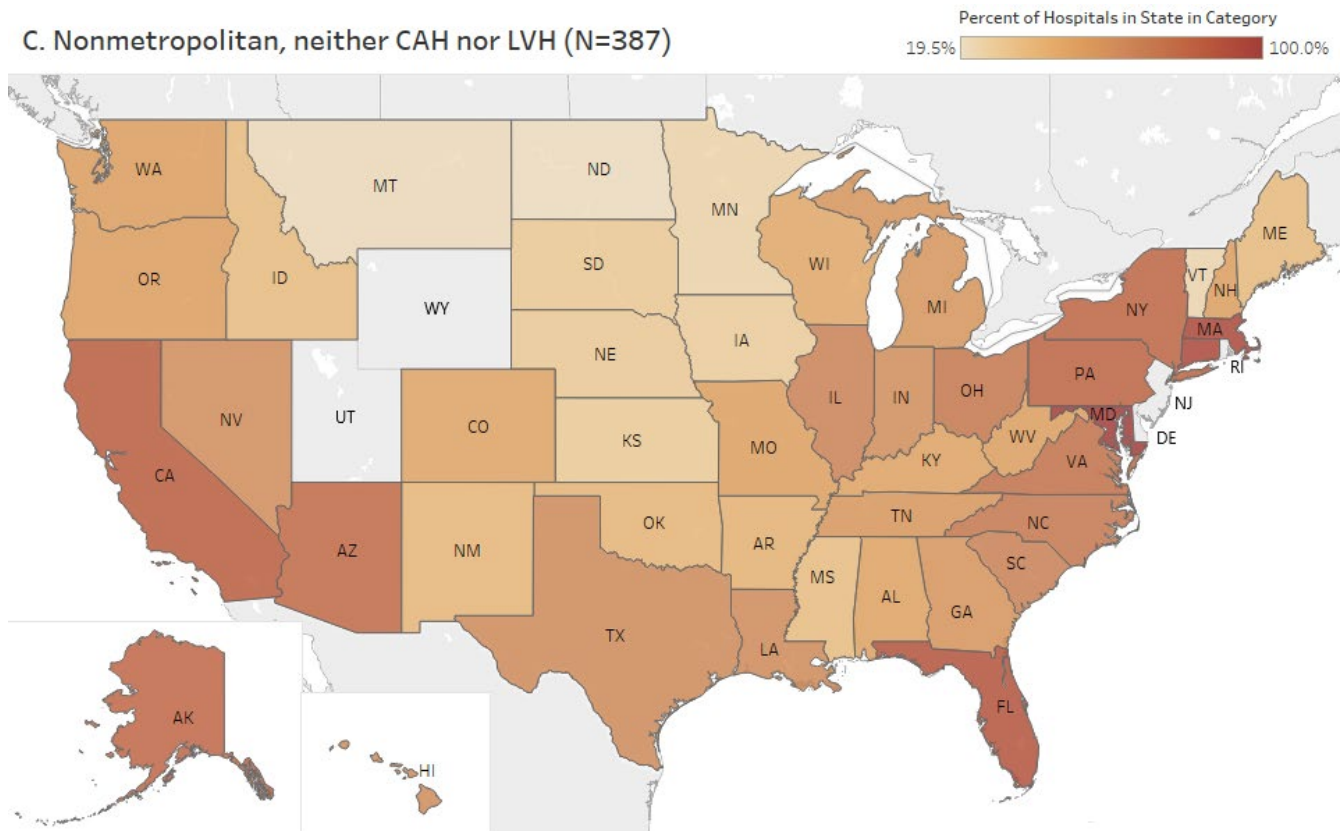 C. Nonmetropolitan, neither CAH nor LVH (N=387)
Percent of Hospitals in State in Category
19.5% 100.0%
WA
MT
ND
MN
ME
OR
ID
SD
WI
VT
NH
WY
MI
NY
MA
IA
RI
NE
PA
NJ
NV
UT
CO
IL
IN
OH
MD
DE
KS
MO
WV
KY
VA
CA
AZ
NM
OK
AR
TN
NC
SC
MS
AL
GA
TX
LA
AK
FL
HI